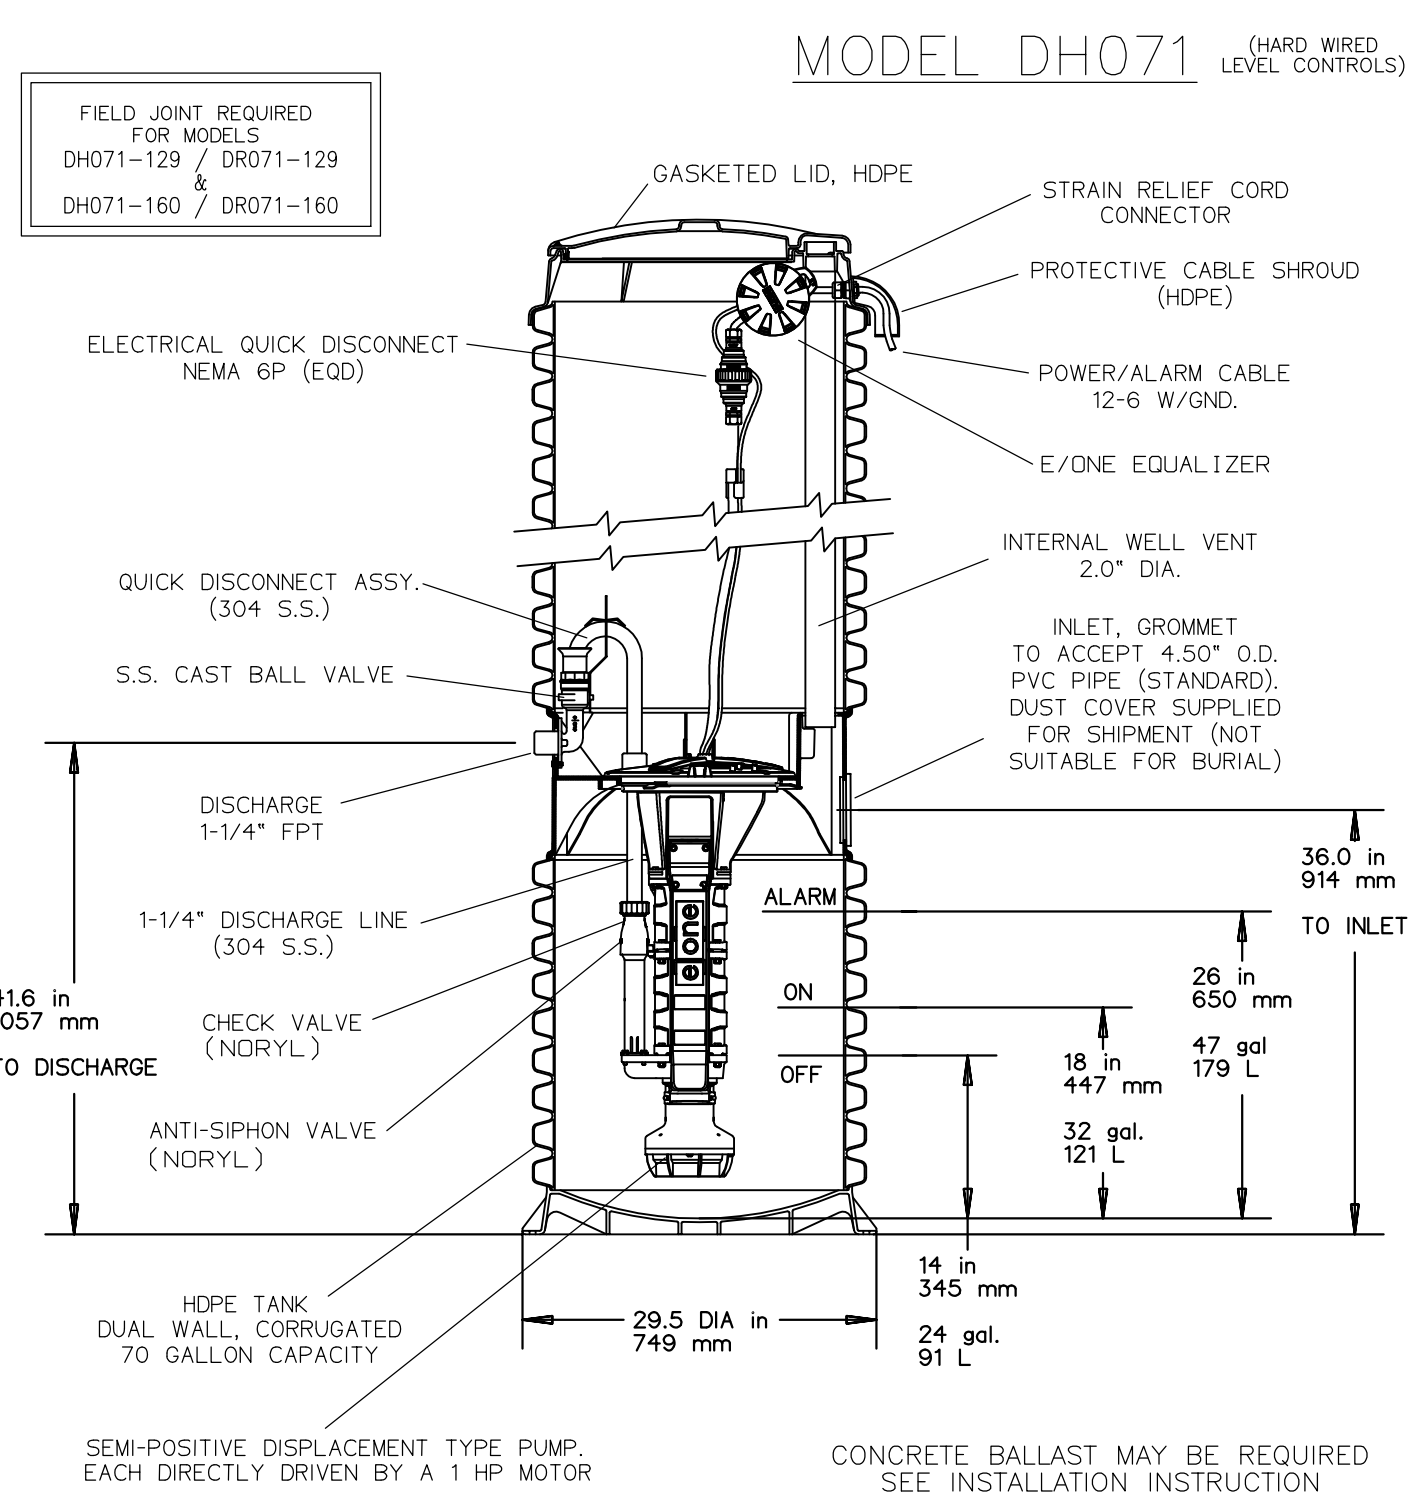 MODEL DH071
(HARD WIRED
LEVEL CONTROLS)
FIELD JOINT REQUIRED
FOR MODELS
DH071-129 / DR071-129
&
DH071-160 / DR071-160
GASKETED LID, HDPE
STRAIN RELIEF CORD
CONNECTOR
PROTECTIVE CABLE SHROUD
(HDPE)
ELECTRICAL QUICK DISCONNECT
NEMA 6P (EQD)
POWER/ALARM CABLE
12-6 W/GND.
E/ONE EQUALIZER
INTERNAL WELL VENT
2.0" DIA.
QUICK DISCONNECT ASSY.
(304 S.S.)
INLET, GROMMET
TO ACCEPT 4.50" O.D.
PVC PIPE (STANDARD).
DUST COVER SUPPLIED
FOR SHIPMENT (NOT
SUITABLE FOR BURIAL)
S.S. CAST BALL VALVE
DISCHARGE
1-1/4" FPT
36.0 in
914 mm
TO INLET
ALARM
1-1/4" DISCHARGE LINE
(304 S.S.)
e one
26 in
650 mm
47 gal
179 L
41.6 in
057 mm
TO DISCHARGE
ON
CHECK VALVE
(NORYL)
18 in
447 mm
32 gal.
121 L
OFF
ANTI-SIPHON VALVE
(NORYL)
14 in
345 mm
24 gal.
91 L
HDPE TANK
DUAL WALL, CORRUGATED
70 GALLON CAPACITY
29.5 DIA in
749 mm
SEMI-POSITIVE DISPLACEMENT TYPE PUMP.
EACH DIRECTLY DRIVEN BY A 1 HP MOTOR
CONCRETE BALLAST MAY BE REQUIRED
SEE INSTALLATION INSTRUCTION